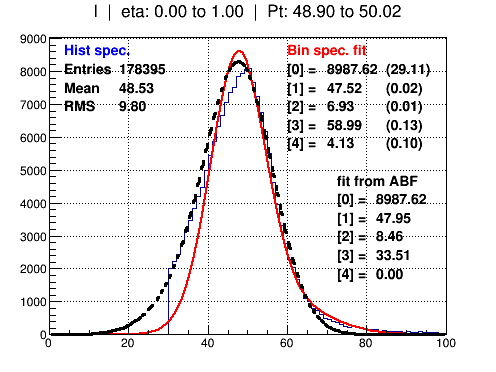 I | eta: 0.00 to 1.00 | Pt: 48.90 to 50.02
Hist spec.
Entries 178395
Mean 48.53
RMS 9.80
Bin spec. fit
[0] = 8987.62 (29.11)
[1] = 47.52 (0.02)
[2] = 6.93 (0.01)
[3] = 58.99 (0.13)
[4] = 4.13 (0.10)
fit from ABF
[0] = 8987.62
[1] = 47.95
[2] = 8.46
[3] = 33.51
[4] = 0.00
9000
8000
7000
6000
5000
4000
3000
2000
1000
0
0 20 40 60 80 100